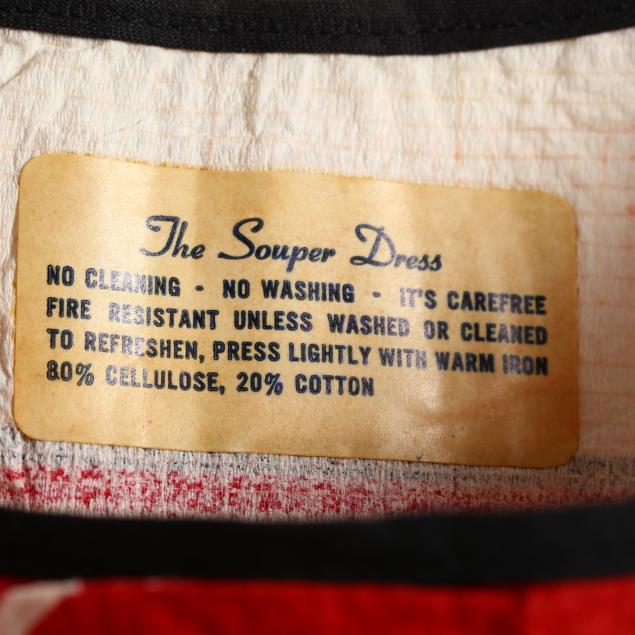 The Souper Dress
NO CLEANING - NO WASHING - IT'S CAREFREE
FIRE RESISTANT UNLESS WASHED OR CLEANED
TO REFRESHEN, PRESS LIGHTLY WITH WARM IRON
80% CELLULOSE, 20% COTTON